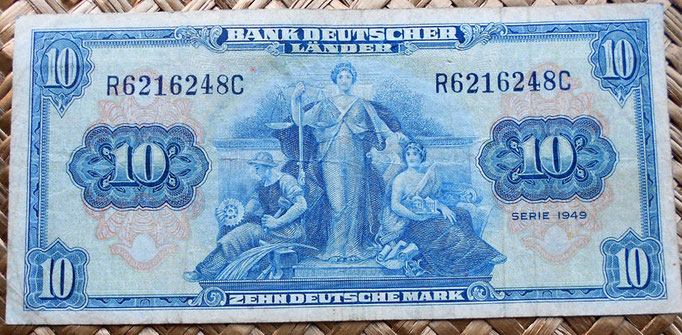 10 BANK DEUTSCHER 10
LÄNDER
R6216248C R6216248C
10 10
SERIE 1949
10 10
ZEHN DEUTSCHE MARK